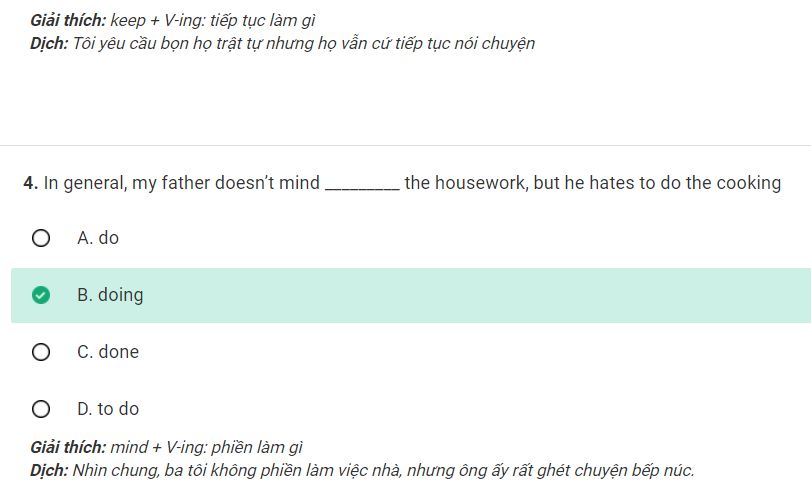 Giải thích: keep + V-ing: tiếp tục làm gì
Dịch: Tôi yêu cầu bọn họ trật tự nhưng họ vẫn cứ tiếp tục nói chuyện
4. In general, my father doesn't mind _________ the housework, but he hates to do the cooking
A. do
B. doing
C. done
D. to do
Giải thích: mind + V-ing: phiền làm gì
Dịch: Nhìn chung, ba tôi không phiền làm việc nhà, nhưng ông ấy rất ghét chuyện bếp núc.